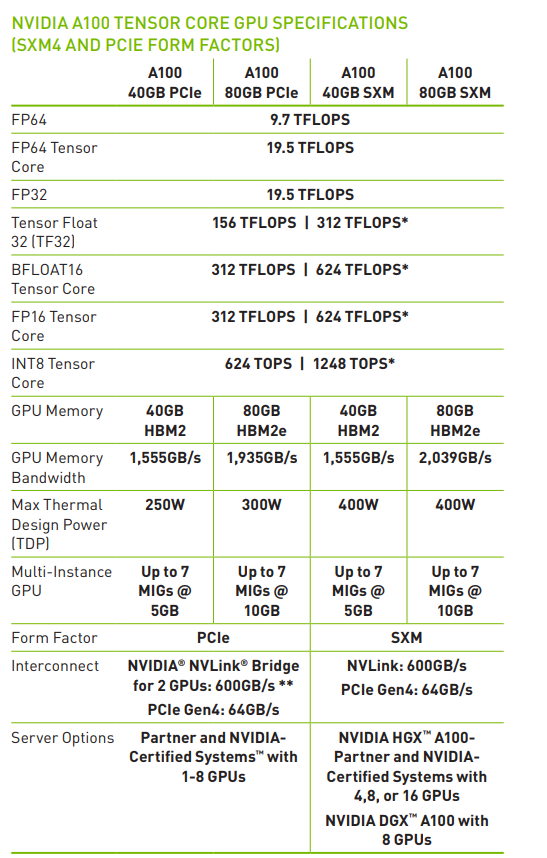 NVIDIA A100 TENSOR CORE GPU SPECIFICATIONS
(SXM4 AND PCIE FORM FACTORS)
A100 40GB PCIe A100 80GB PCIe A100 40GB SXM A100 80GB SXM
FP64 9.7 TFLOPS
FP64 Tensor Core 19.5 TFLOPS
FP32 19.5 TFLOPS
Tensor Float 32 (TF32) 156 TFLOPS | 312 TFLOPS*
BFLOAT16 Tensor Core 312 TFLOPS | 624 TFLOPS*
FP16 Tensor Core 312 TFLOPS | 624 TFLOPS*
INT8 Tensor Core 624 TOPS | 1248 TOPS*
GPU Memory 40GB HBM2 80GB HBM2e 40GB HBM2 80GB HBM2e
GPU Memory Bandwidth 1,555GB/s 1,935GB/s 1,555GB/s 2,039GB/s
Max Thermal Design Power (TDP) 250W 300W 400W 400W
Multi-Instance GPU Up to 7 MIGs @ 5GB Up to 7 MIGs @ 10GB Up to 7 MIGs @ 5GB Up to 7 MIGs @ 10GB
Form Factor PCIe SXM
Interconnect NVIDIA® NVLink® Bridge for 2 GPUs: 600GB/s ** PCIe Gen4: 64GB/s NVLink: 600GB/s PCIe Gen4: 64GB/s
Server Options Partner and NVIDIA-Certified Systems™ with 1-8 GPUs NVIDIA HGX™ A100-Partner and NVIDIA-Certified Systems with 4,8, or 16 GPUs NVIDIA DGX™ A100 with 8 GPUs